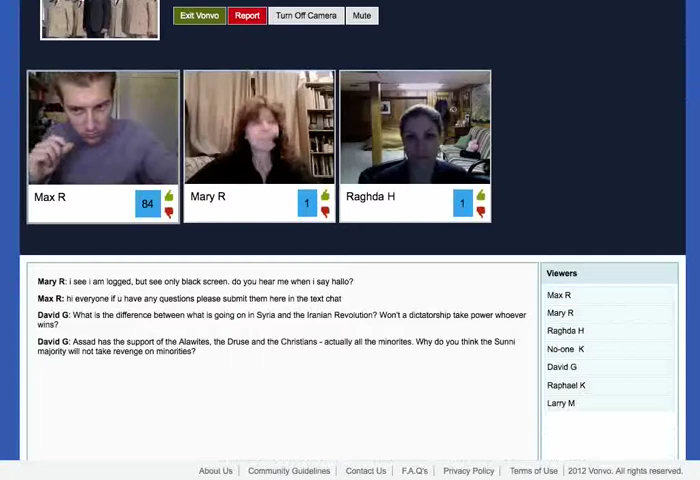 Exit Vonvo Report Turn Off Camera Mute
Max R 84
Mary R 1
Raghda H 1
Mary R: i see i am logged, but see only black screen. do you hear me when i say hallo?
Max R: hi everyone if u have any questions please submit them here in the text chat
David G: What is the difference between what is going on in Syria and the Iranian Revolution? Won't a dictatorship take power whoever
wins?
David G: Assad has the support of the Alawites, the Druse and the Christians - actually all the minorites. Why do you think the Sunni
majority will not take revenge on minorities?
Viewers
Max R
Mary R
Raghda H
No-one K
David G
Raphael K
Larry M
About Us | Community Guidelines | Contact Us | F.A.Q's | Privacy Policy | Terms of Use | 2012 Vonvo. All rights reserved.